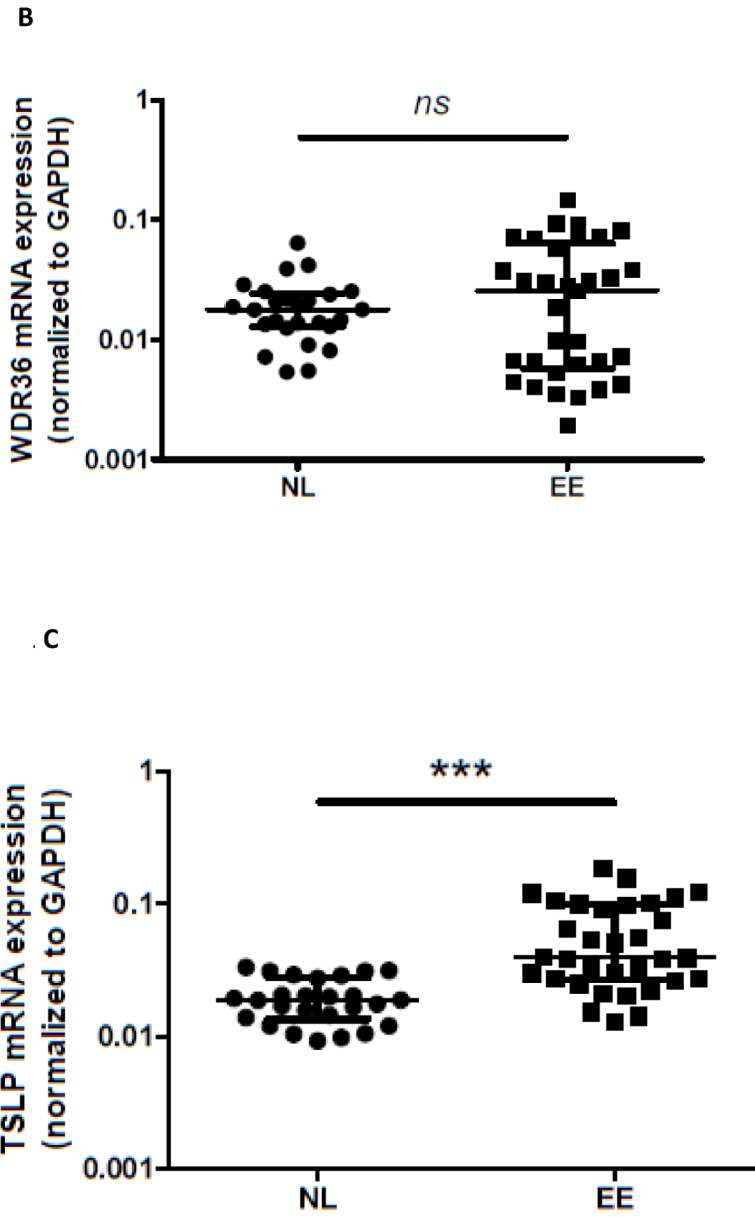 B
WDR36 mRNA expression
(normalized to GAPDH)
1
0.1
0.01
0.001
ns
NL
EE
. C
TSLP mRNA expression
(normalized to GAPDH)
1
0.1
0.01
0.001
***
NL
EE